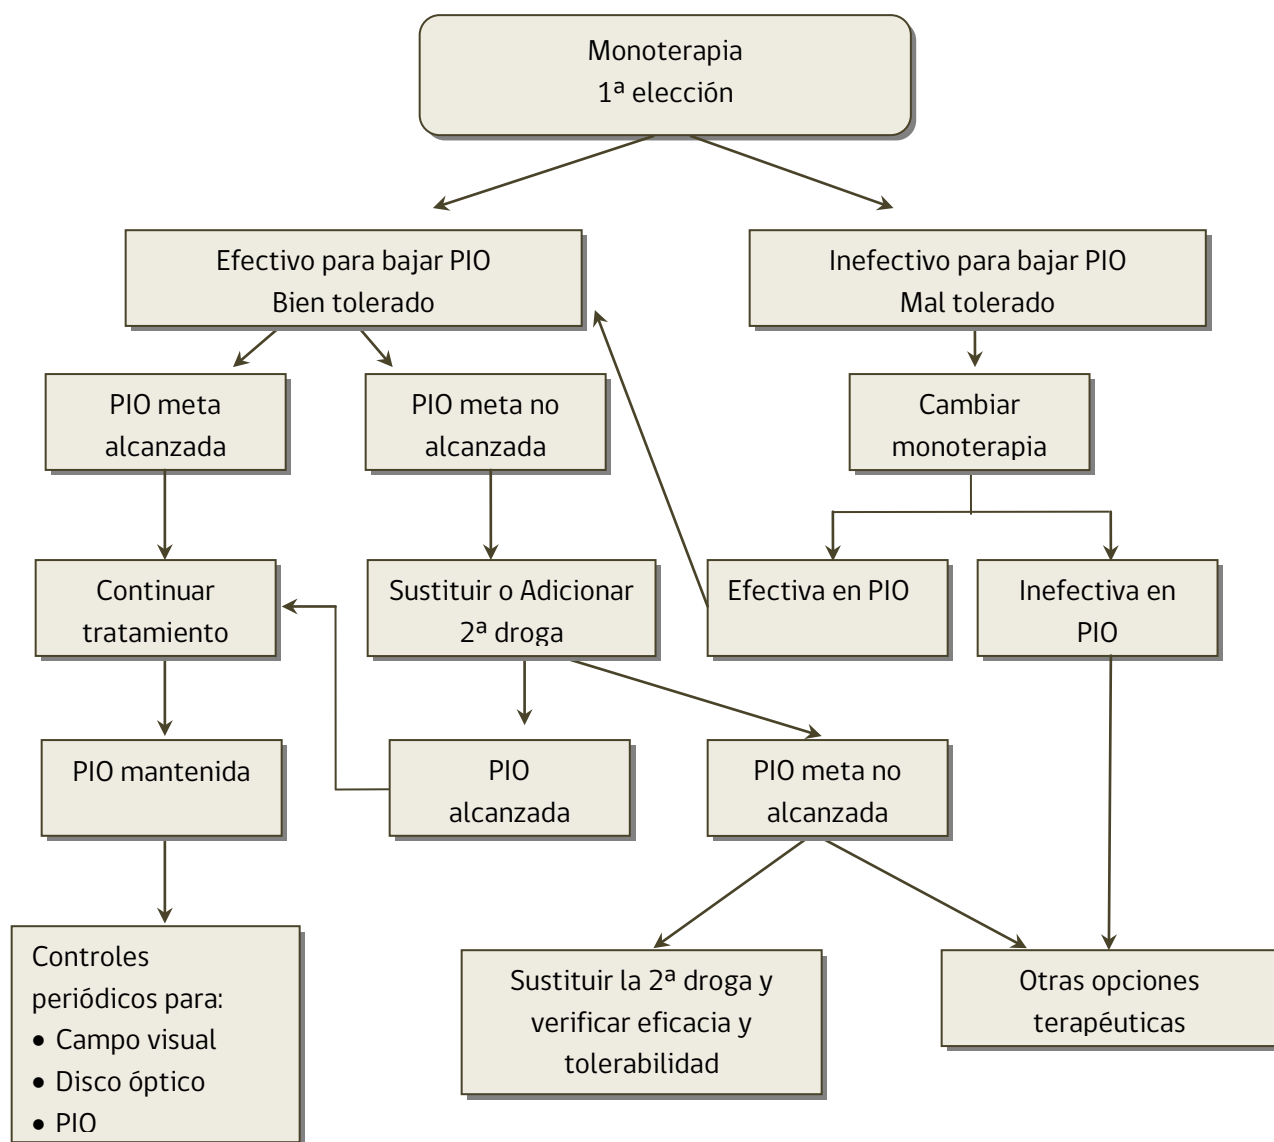 Monoterapia
1ª elección
Efectivo para bajar PIO
Bien tolerado
Inefectivo para bajar PIO
Mal tolerado
PIO meta
alcanzada
PIO meta no
alcanzada
Cambiar
monoterapia
Continuar
tratamiento
Sustituir o Adicionar
2ª droga
Efectiva en PIO
Inefectiva en
PIO
PIO mantenida
PIO
alcanzada
PIO meta no
alcanzada
Controles
periódicos para:
• Campo visual
• Disco óptico
• PIO
Sustituir la 2ª droga y
verificar eficacia y
tolerabilidad
Otras opciones
terapéuticas